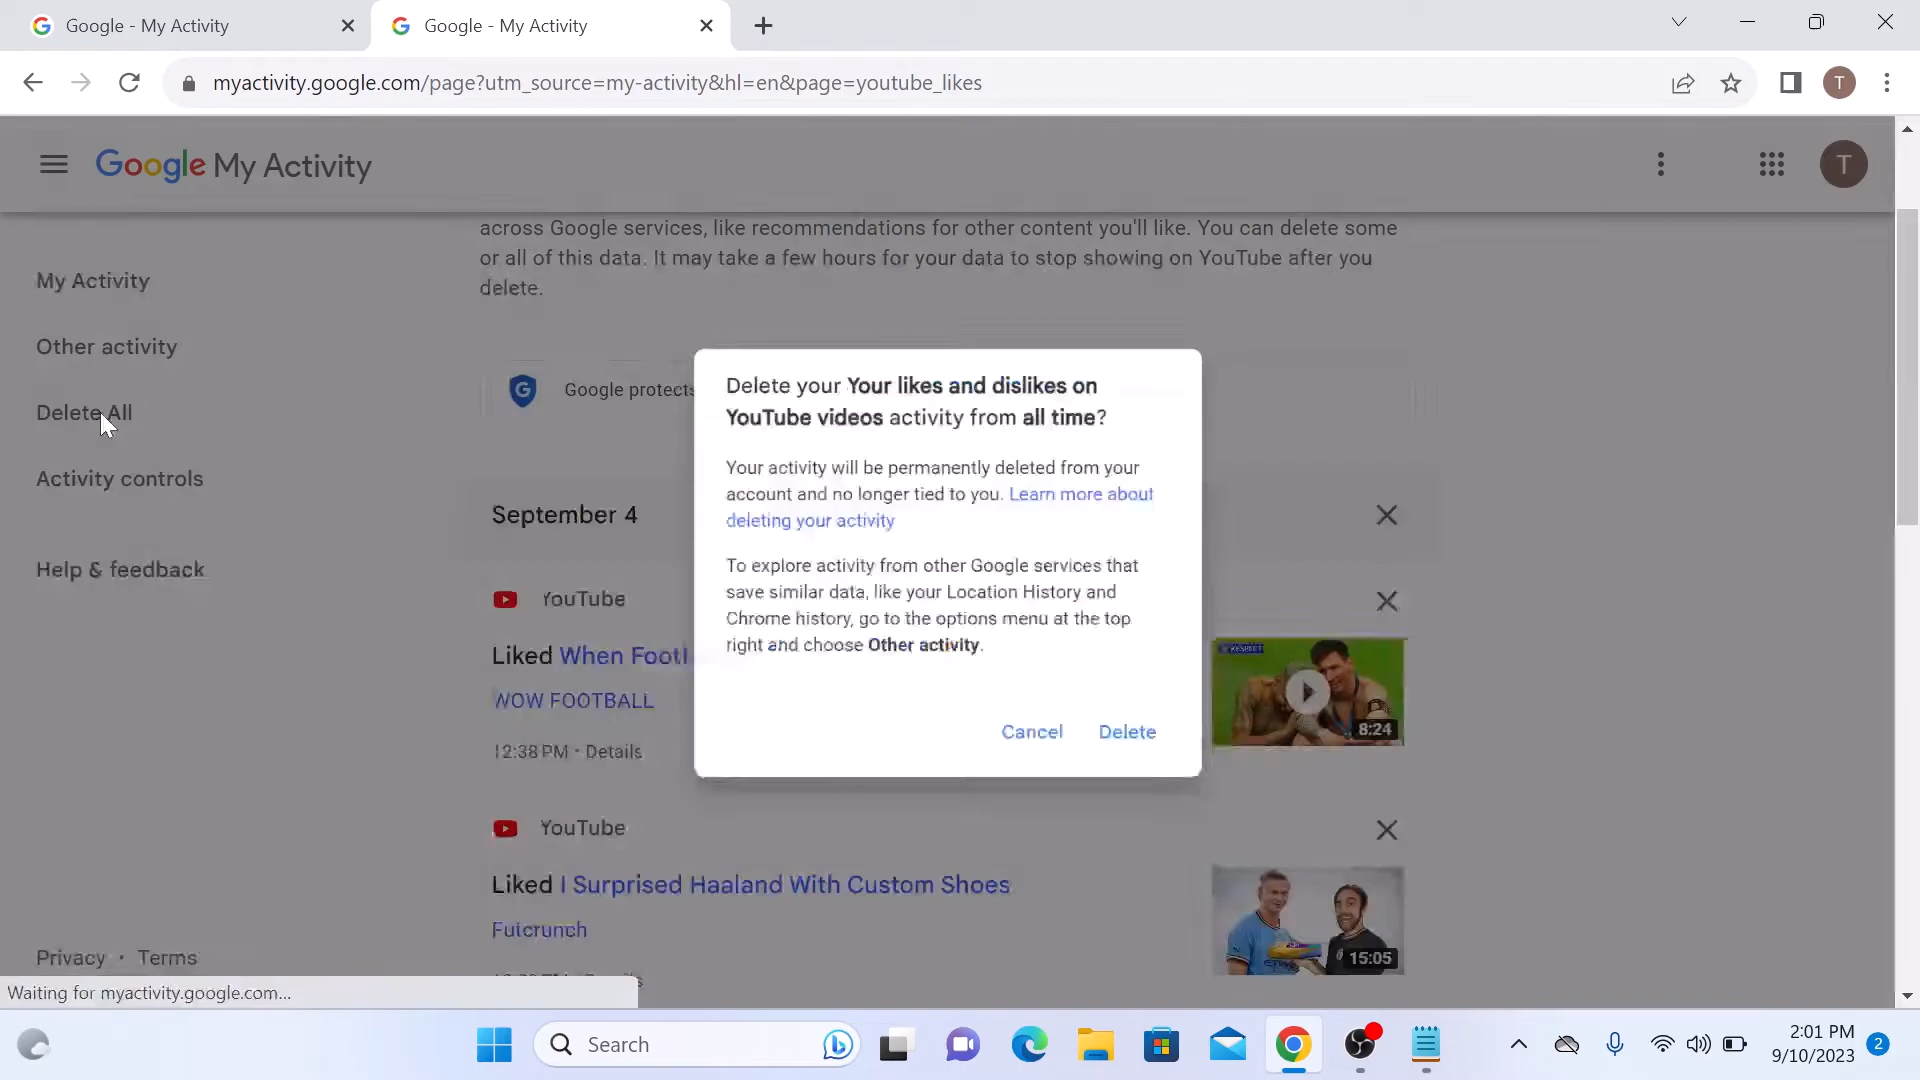 Google - My Activity
Google - My Activity
myactivity.google.com/page?utm_source=my-activity&hl=en&page=youtube_likes
T
Google My Activity
T
across Google services, like recommendations for other content you'll like. You can delete some
or all of this data. It may take a few hours for your data to stop showing on YouTube after you
delete.
My Activity
Other activity
Delete All
Activity controls
Help & feedback
Google protects
Delete your Your likes and dislikes on
YouTube videos activity from all time?
Your activity will be permanently deleted from your
account and no longer tied to you. Learn more about
deleting your activity
To explore activity from other Google services that
save similar data, like your Location History and
Chrome history, go to the options menu at the top
right and choose Other activity.
Cancel Delete
September 4
YouTube
Liked When
WOW FOOTBALL
12:38 PM • Details
RESPECT
8:24
YouTube
Liked I Surprised Haaland With Custom Shoes
Futcrunch
15:05
Privacy • Terms
Waiting for myactivity.google.com...
Search
2:01 PM
9/10/2023
2